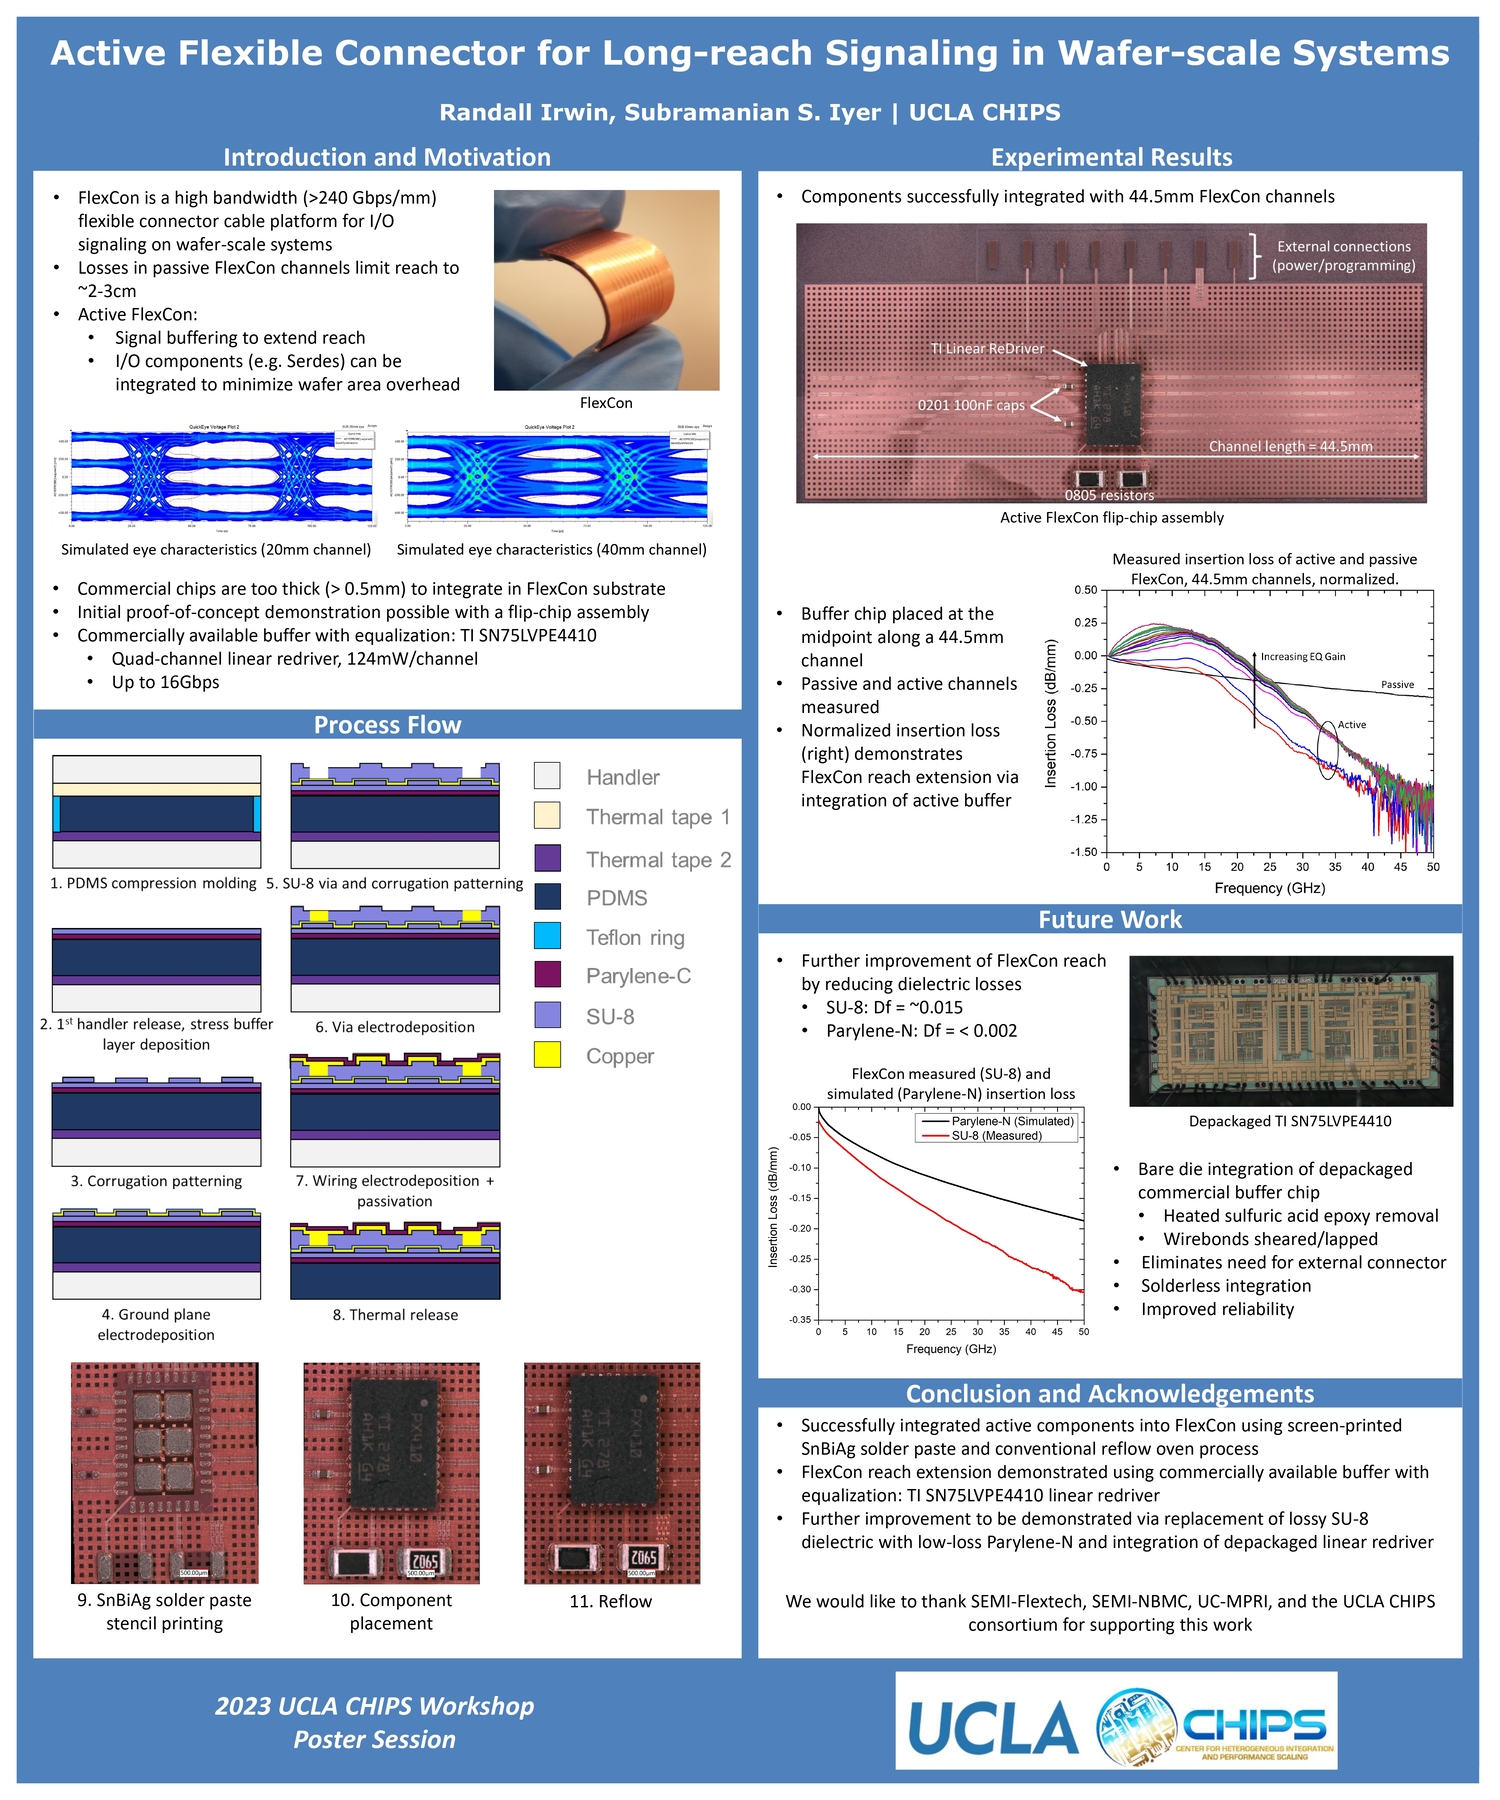 Active Flexible Connector for Long-reach Signaling in Wafer-scale Systems
Randall Irwin, Subramanian S. Iyer | UCLA CHIPS
Introduction and Motivation
• FlexCon is a high bandwidth (>240 Gbps/mm)
flexible connector cable platform for I/O
signaling on wafer-scale systems
• Losses in passive FlexCon channels limit reach to
~2-3cm
• Active FlexCon:
• Signal buffering to extend reach
• I/O components (e.g. Serdes) can be
integrated to minimize wafer area overhead
FlexCon
QuickEye Voltage Plot 2
QuickEye Voltage Plot 2
Simulated eye characteristics (20mm channel)
Simulated eye characteristics (40mm channel)
• Commercial chips are too thick (> 0.5mm) to integrate in FlexCon substrate
• Initial proof-of-concept demonstration possible with a flip-chip assembly
• Commercially available buffer with equalization: TI SN75LVPE4410
• Quad-channel linear redriver, 124mW/channel
• Up to 16Gbps
Process Flow
1. PDMS compression molding
5. SU-8 via and corrugation patterning
2. 1st handler release, stress buffer
layer deposition
6. Via electrodeposition
3. Corrugation patterning
7. Wiring electrodeposition +
passivation
4. Ground plane
electrodeposition
8. Thermal release
Handler
Thermal tape 1
Thermal tape 2
PDMS
Teflon ring
Parylene-C
SU-8
Copper
500.00µm
TI 278
A41K G4
PX410
2065
500.00µm
TI 278
A41K G4
PX410
2065
500.00µm
9. SnBiAg solder paste
stencil printing
10. Component
placement
11. Reflow
Experimental Results
• Components successfully integrated with 44.5mm FlexCon channels
External connections
(power/programming)
TI Linear ReDriver
0201 100nF caps
Channel length = 44.5mm
0805 resistors
Active FlexCon flip-chip assembly
• Buffer chip placed at the
midpoint along a 44.5mm
channel
• Passive and active channels
measured
• Normalized insertion loss
(right) demonstrates
FlexCon reach extension via
integration of active buffer
Measured insertion loss of active and passive
FlexCon, 44.5mm channels, normalized.
Insertion Loss (dB/mm)
0.50
0.25
0.00
-0.25
-0.50
-0.75
-1.00
-1.25
-1.50
Increasing EQ Gain
Passive
Active
0 5 10 15 20 25 30 35 40 45 50
Frequency (GHz)
Future Work
• Further improvement of FlexCon reach
by reducing dielectric losses
• SU-8: Df = ~0.015
• Parylene-N: Df = < 0.002
FlexCon measured (SU-8) and
simulated (Parylene-N) insertion loss
Insertion Loss (dB/mm)
0.00
-0.05
-0.10
-0.15
-0.20
-0.25
-0.30
-0.35
Parylene-N (Simulated)
SU-8 (Measured)
0 5 10 15 20 25 30 35 40 45 50
Frequency (GHz)
Depackaged TI SN75LVPE4410
• Bare die integration of depackaged
commercial buffer chip
• Heated sulfuric acid epoxy removal
• Wirebonds sheared/lapped
• Eliminates need for external connector
• Solderless integration
• Improved reliability
Conclusion and Acknowledgements
• Successfully integrated active components into FlexCon using screen-printed
SnBiAg solder paste and conventional reflow oven process
• FlexCon reach extension demonstrated using commercially available buffer with
equalization: TI SN75LVPE4410 linear redriver
• Further improvement to be demonstrated via replacement of lossy SU-8
dielectric with low-loss Parylene-N and integration of depackaged linear redriver
We would like to thank SEMI-Flextech, SEMI-NBMC, UC-MPRI, and the UCLA CHIPS
consortium for supporting this work
2023 UCLA CHIPS Workshop
Poster Session
UCLA
CHIPS
CENTER FOR HETEROGENEOUS INTEGRATION
AND PERFORMANCE SCALING